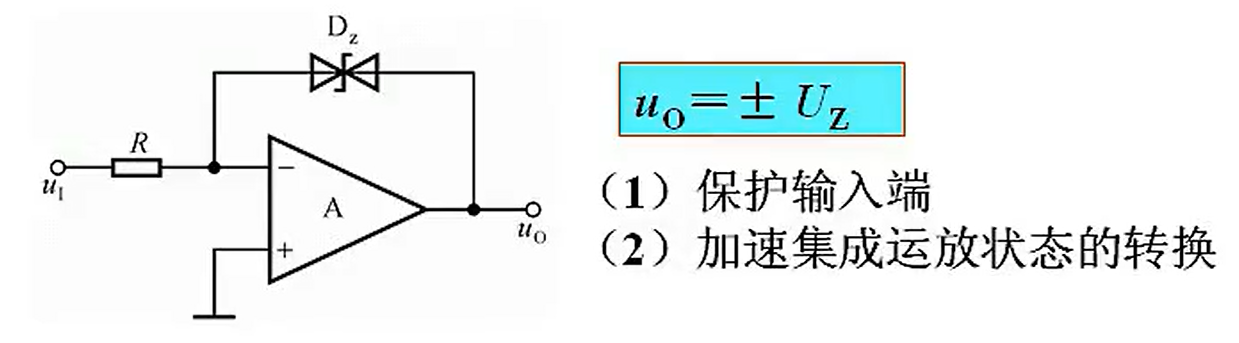 D_z
R
u_I
−
A
+
u_O
u_O=± U_Z
（1）保护输入端
（2）加速集成运放状态的转换